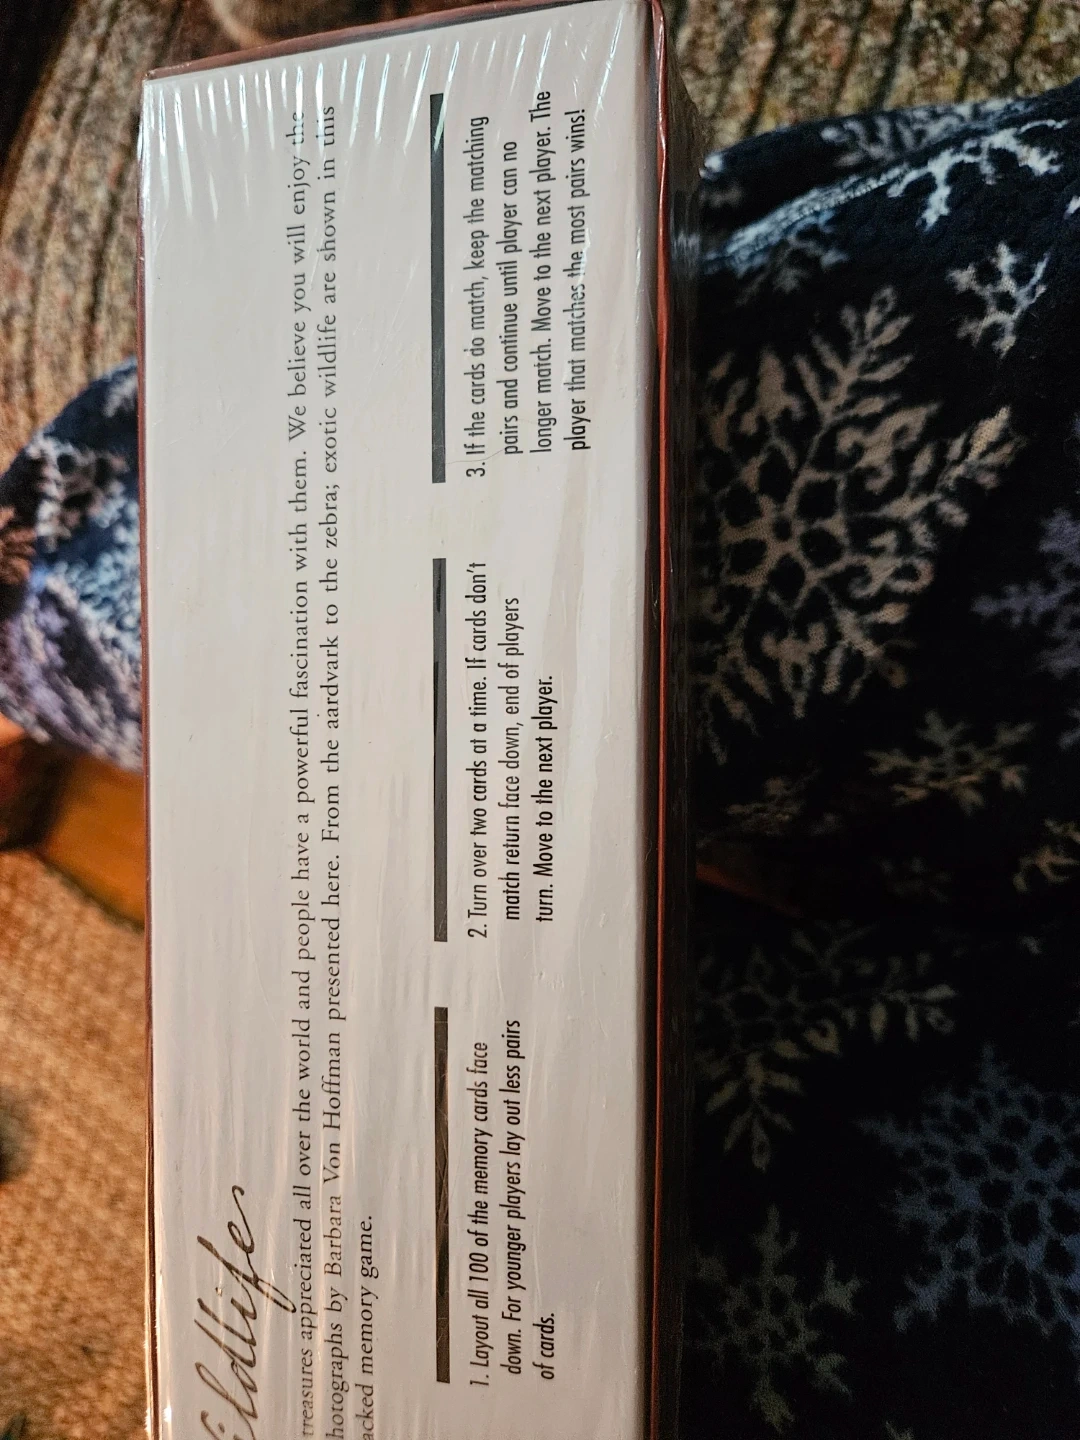 treasures appreciated all over the world and people have a powerful fascination with them. We believe you will enjoy the
by Barbara Von Hoffman presented here. From the aardvark to the zebra; exotic wildlife are shown in this
memory game.
1. Layout all 100 of the memory cards face
down. For younger players lay out less pairs
of cards.
2. Turn over two cards at a time. If cards don't
match return face down, end of players
turn. Move to the next player.
3. If the cards do match, keep the matching
pairs and continue until player can no
longer match. Move to the next player. The
player that matches the most pairs wins!